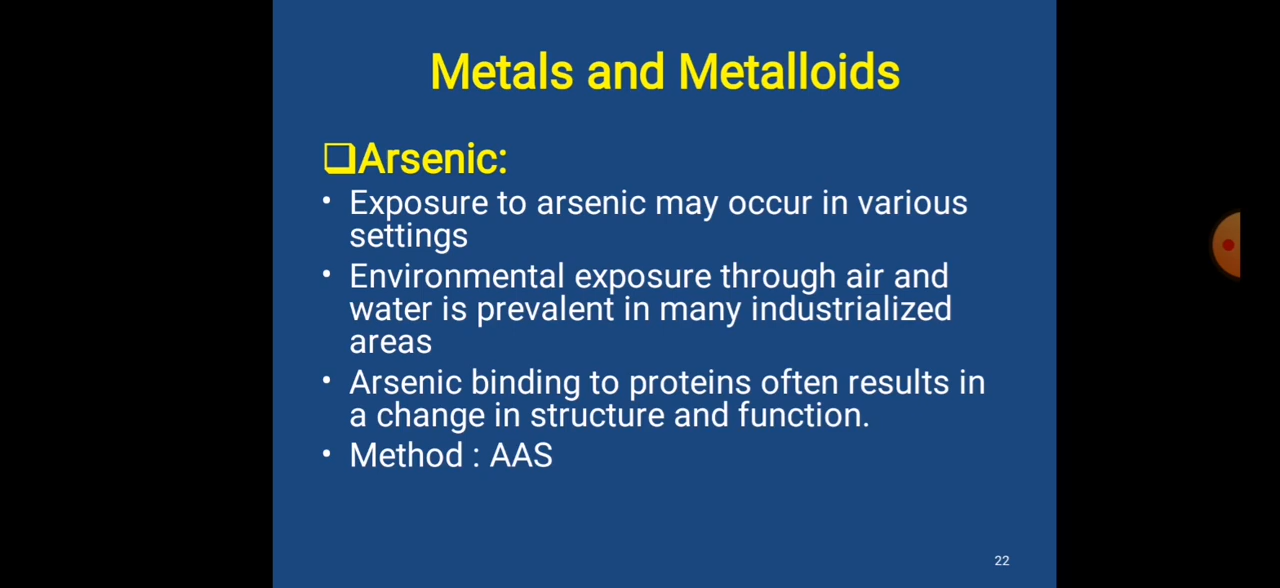 Metals and Metalloids
❑Arsenic:
• Exposure to arsenic may occur in various
settings
• Environmental exposure through air and
water is prevalent in many industrialized
areas
• Arsenic binding to proteins often results in
a change in structure and function.
• Method : AAS
22